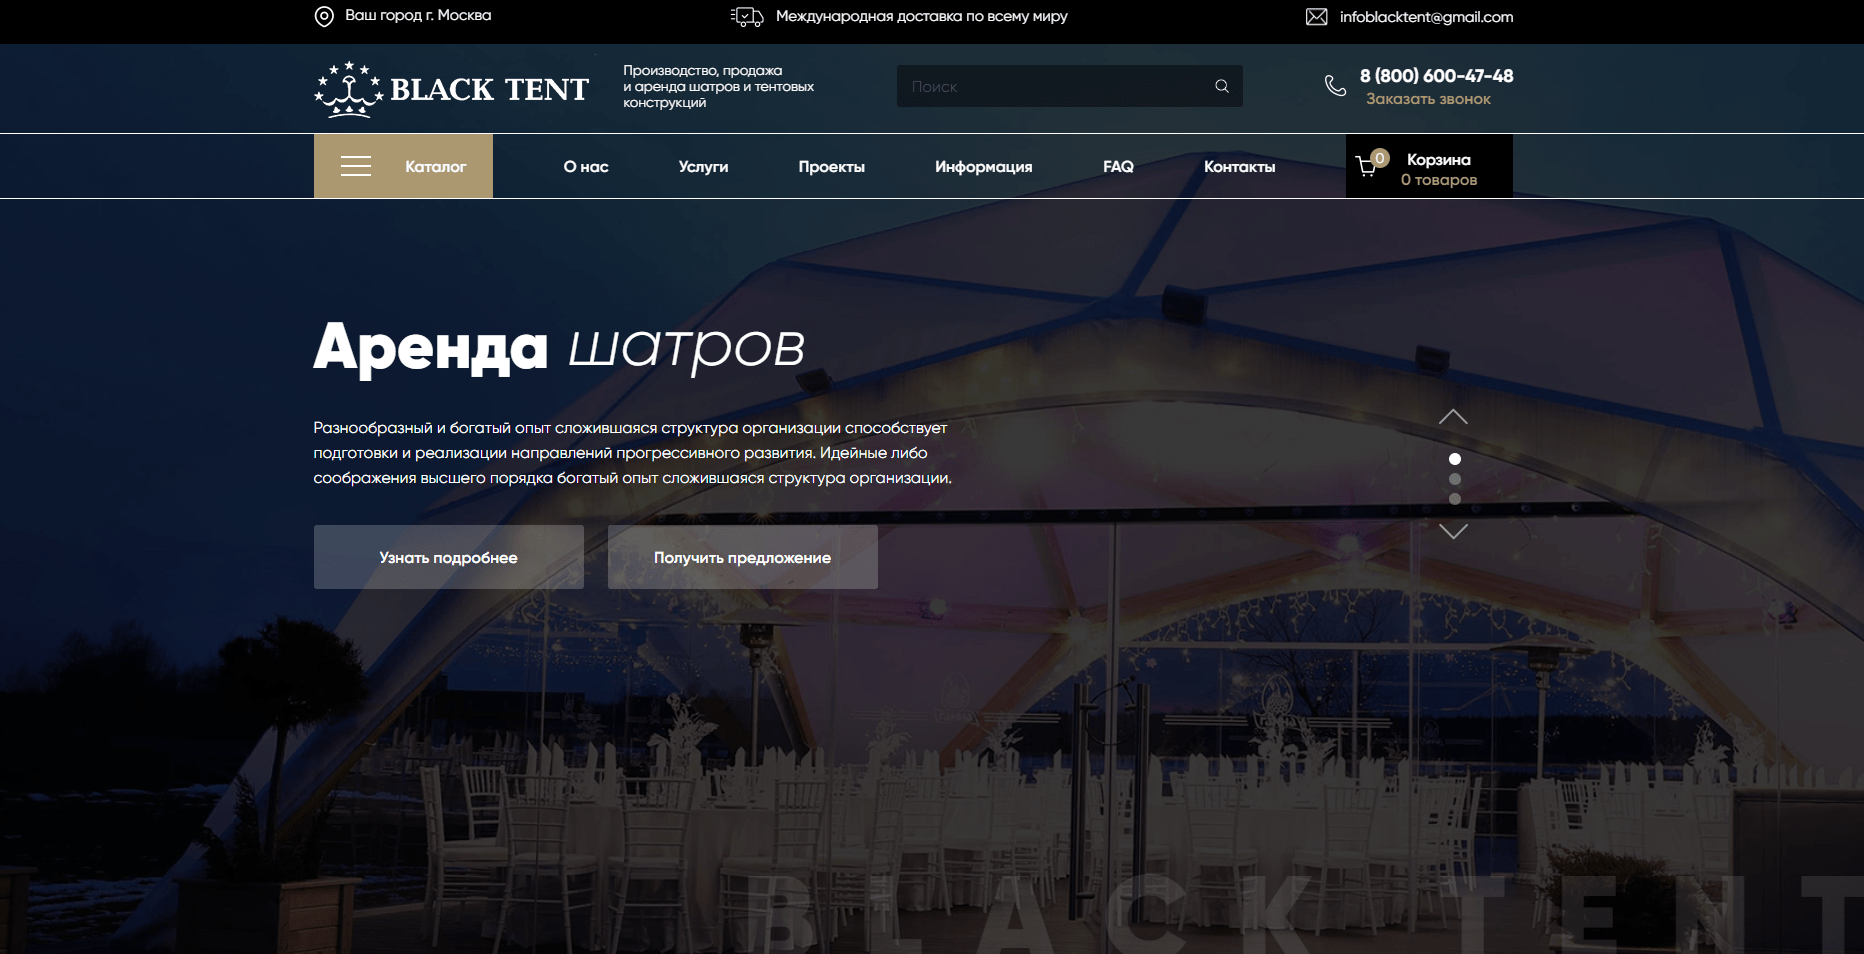 Ваш город г. Москва
Международная доставка по всему миру
infoblacktent@gmail.com
BLACK TENT
Производство, продажа
и аренда шатров и тентовых
конструкций
Поиск
8 (800) 600-47-48
Заказать звонок
Каталог
О нас
Услуги
Проекты
Информация
FAQ
Контакты
0
Корзина
0 товаров
Аренда шатров
Разнообразный и богатый опыт сложившаяся структура организации способствует
подготовки и реализации направлений прогрессивного развития. Идейные либо
соображения высшего порядка богатый опыт сложившаяся структура организации.
Узнать подробнее
Получить предложение
BLACK TENT